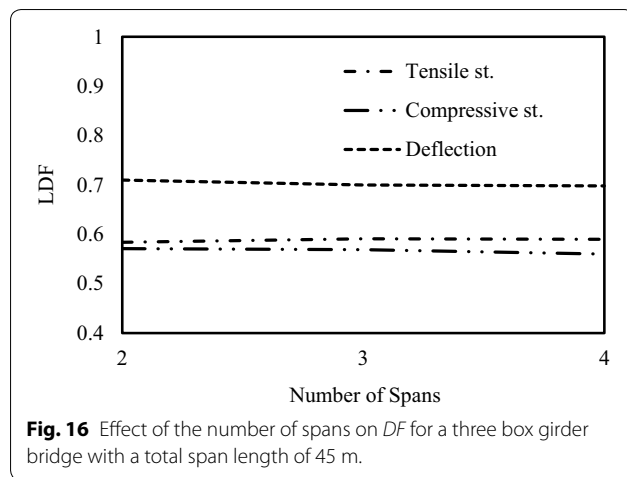 1
0.9
0.8
0.7
0.6
0.5
0.4
LDF
Tensile st.
Compressive st.
Deflection
2 3 4
Number of Spans
Fig. 16 Effect of the number of spans on DF for a three box girder
bridge with a total span length of 45 m.